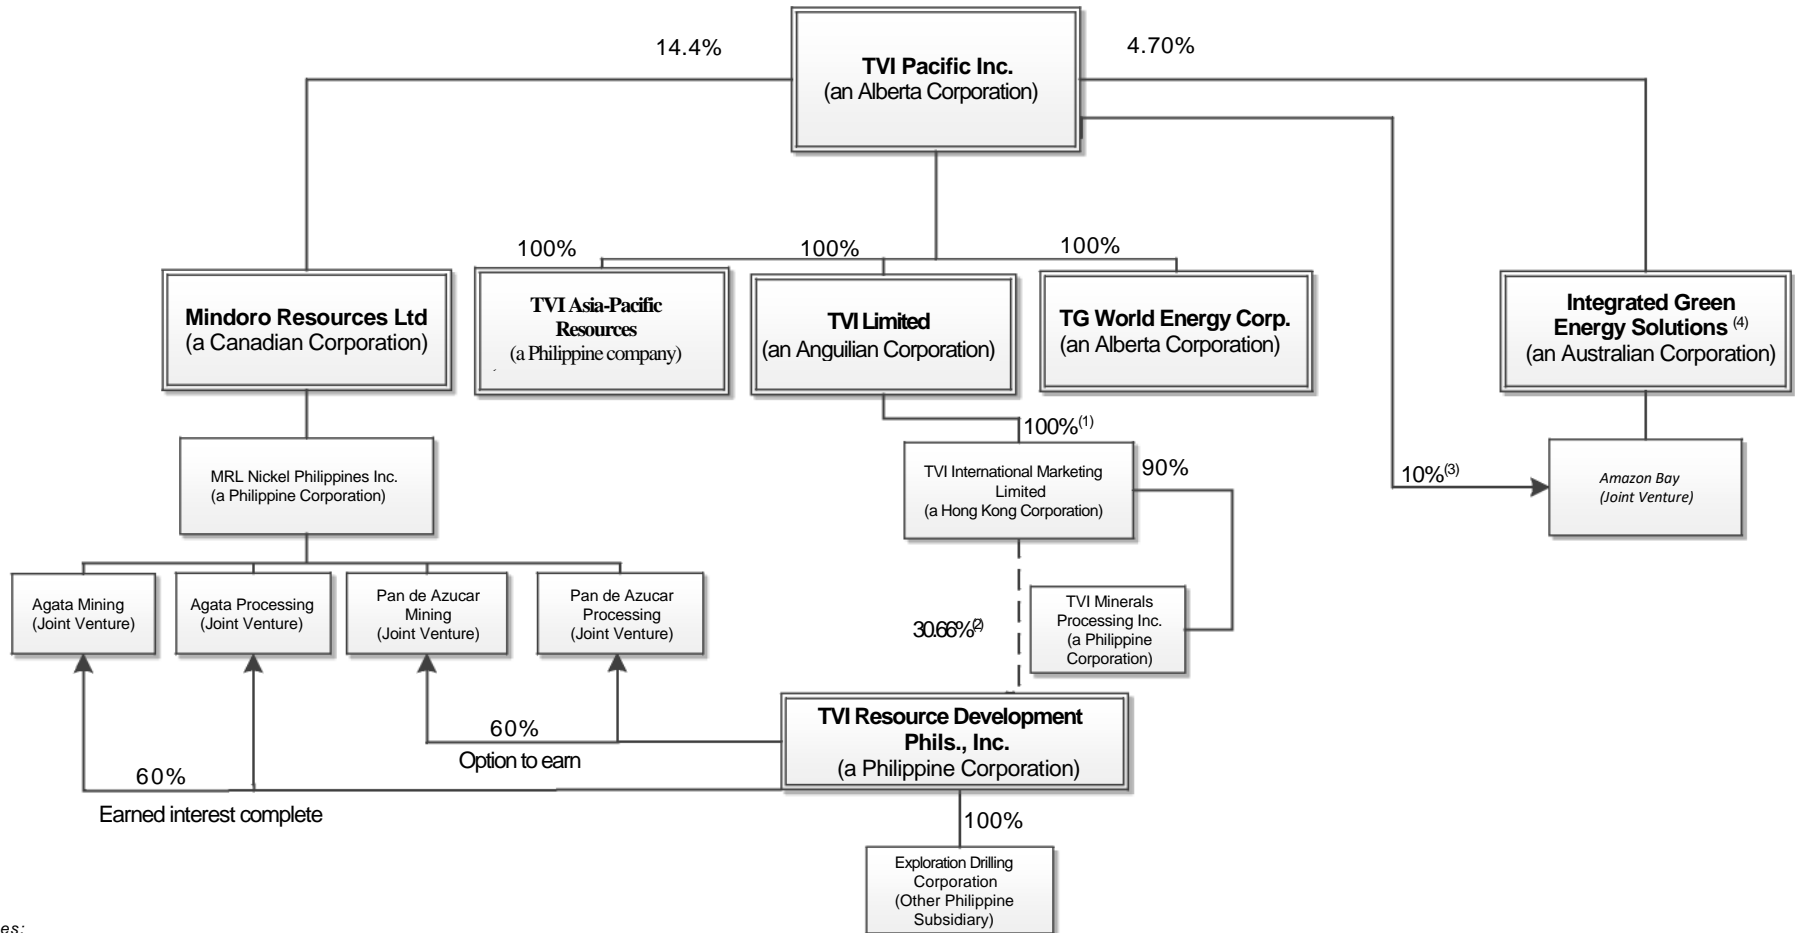 14.4%
TVI Pacific Inc.
(an Alberta Corporation)
4.70%
100%
100%
100%
Mindoro Resources Ltd
(a Canadian Corporation)
TVI Asia-Pacific
Resources
(a Philippine company)
TVI Limited
(an Anguilian Corporation)
TG World Energy Corp.
(an Alberta Corporation)
Integrated Green
Energy Solutions (4)
(an Australian Corporation)
100%(1)
MRL Nickel Philippines Inc.
(a Philippine Corporation)
TVI International Marketing
Limited
(a Hong Kong Corporation)
90%
10%(3)
Amazon Bay
(Joint Venture)
Agata Mining
(Joint Venture)
Agata Processing
(Joint Venture)
Pan de Azucar
Mining
(Joint Venture)
Pan de Azucar
Processing
(Joint Venture)
30.66%(2)
TVI Minerals
Processing Inc.
(a Philippine
Corporation)
60%
Option to earn
60%
Earned interest complete
TVI Resource Development
Phils., Inc.
(a Philippine Corporation)
100%
Exploration Drilling
Corporation
(Other Philippine
Subsidiary)
es: